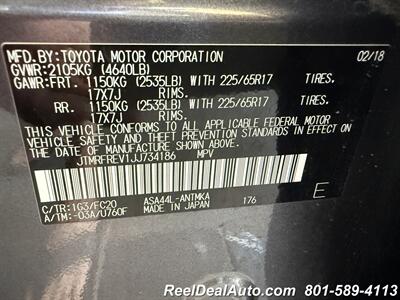 MFD.BY:TOYOTA MOTOR CORPORATION 02/18
GVWR:2105KG (4640LB)
GAWR:FRT. 1150KG (2535LB) WITH 225/65R17 TIRES.
17X7J RIMS.
RR. 1150KG (2535LB) WITH 225/65R17 TIRES.
17X7J RIMS.
THIS VEHICLE CONFORMS TO ALL APPLICABLE FEDERAL MOTOR
VEHICLE SAFETY AND THEFT PREVENTION STANDARDS IN EFFECT
ON THE DATE OF MANUFACTURE SHOWN ABOVE.
JTMRFREV1JJ734186 MPV
C/TR:1G3/FC20 ASA44L-ANTMKA 176 E
A/TM:-03A/U760F MADE IN JAPAN
ReelDealAuto.com 801-589-4113